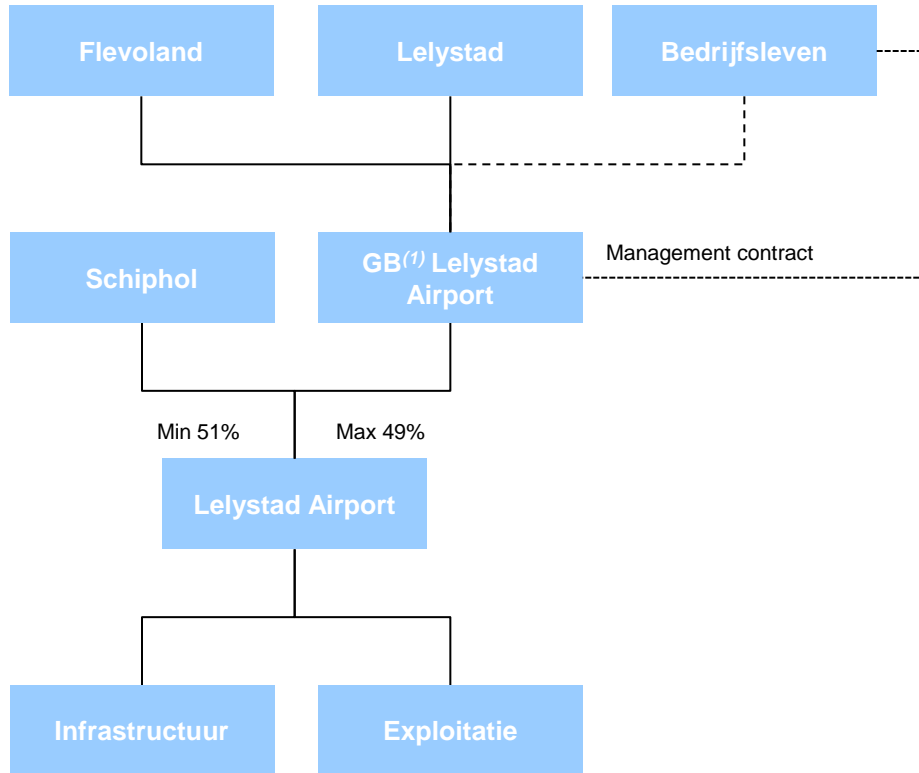 Flevoland
Lelystad
Bedrijfsleven
Schiphol
GB(1) Lelystad
Airport
Management contract
Min 51%
Max 49%
Lelystad Airport
Infrastructuur
Exploitatie